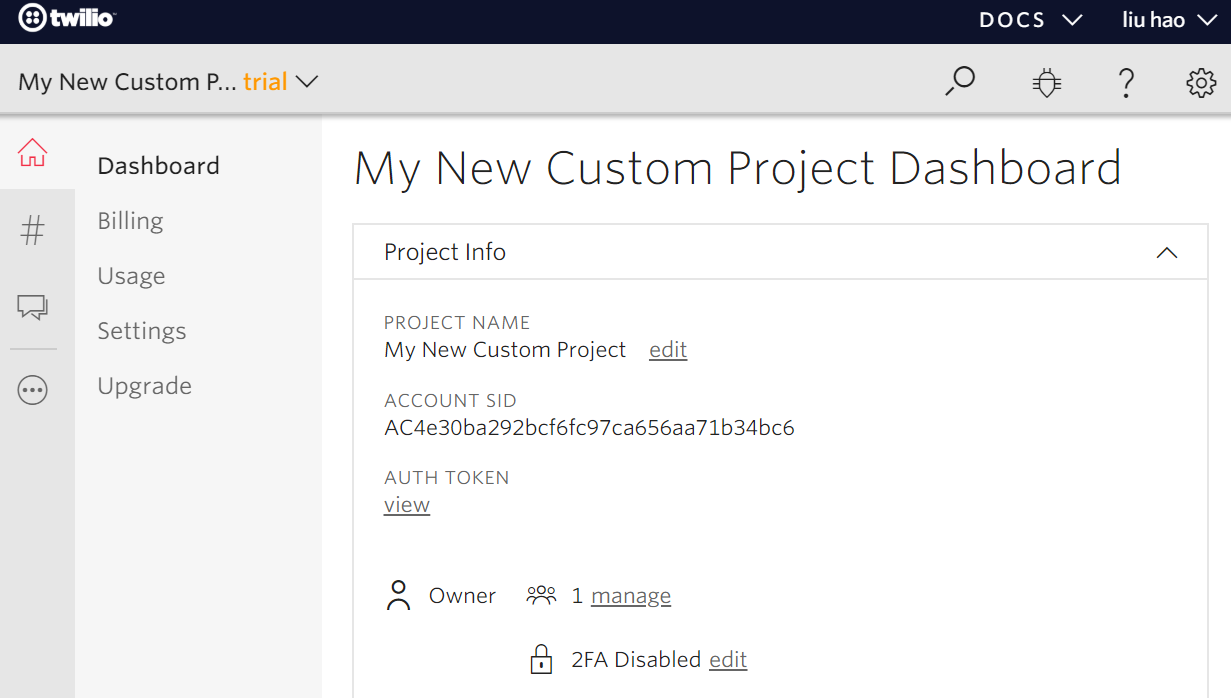 twilio
DOCS
liu hao
My New Custom P... trial
Dashboard
Billing
Usage
Settings
Upgrade
My New Custom Project Dashboard
Project Info
PROJECT NAME
My New Custom Project edit
ACCOUNT SID
AC4e30ba292bcf6fc97ca656aa71b34bc6
AUTH TOKEN
view
Owner 1 manage
2FA Disabled edit